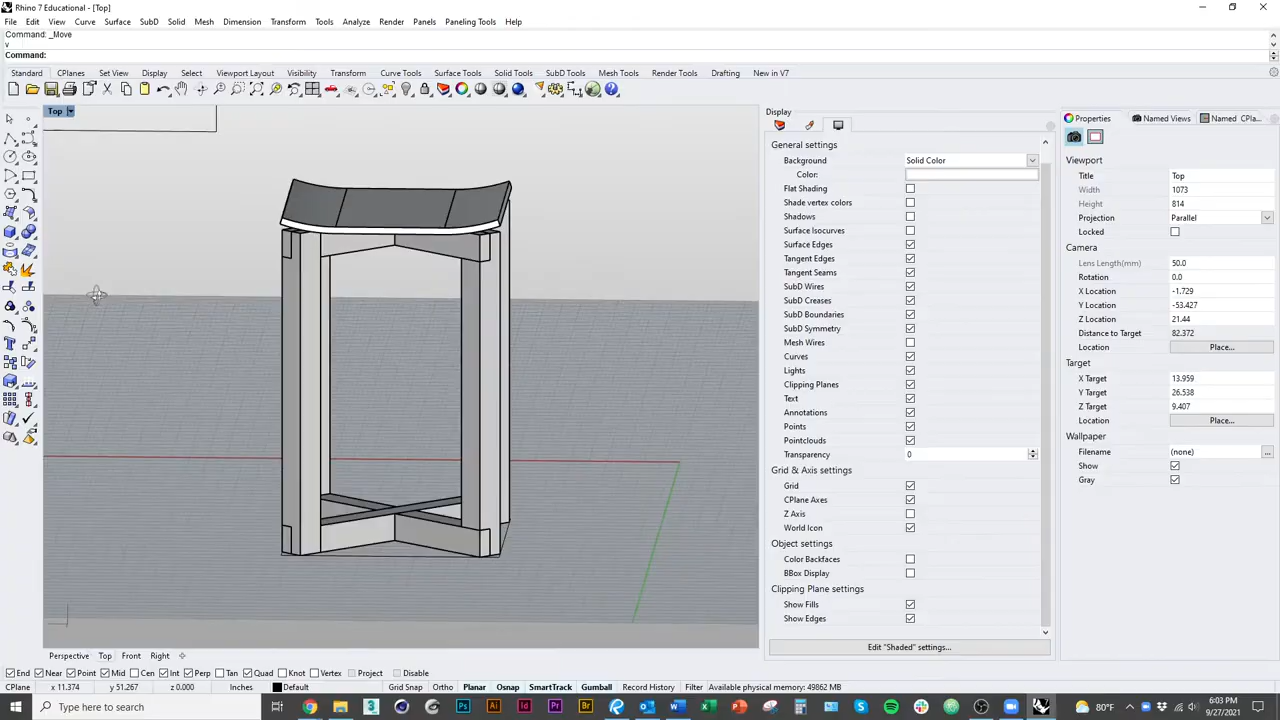 Rhino 7 Educational - [Top]
File Edit View Curve Surface SubD Solid Mesh Dimension Transform Tools Analyze Render Panels Paneling Tools Help
Command: _Move
v
Command:
Standard CPlanes Set View Display Select Viewport Layout Visibility Transform Curve Tools Surface Tools Solid Tools SubD Tools Mesh Tools Render Tools Drafting New in V7
Top
Display
General settings
Background Solid Color
Color:
Flat Shading
Shade vertex colors
Shadows
Surface Isocurves
Surface Edges
Tangent Edges
Tangent Seams
SubD Wires
SubD Creases
SubD Boundaries
SubD Symmetry
Mesh Wires
Curves
Lights
Clipping Planes
Text
Annotations
Points
Pointclouds
Transparency 0
Grid & Axis settings
Grid
CPlane Axes
Z Axis
World Icon
Object settings
Color Backfaces
BBox Display
Clipping Plane settings
Show Fills
Show Edges
Edit "Shaded" settings...
Properties Named Views Named CPla...
Viewport
Title Top
Width 1073
Height 814
Projection Parallel
Locked
Camera
Lens Length(mm) 50.0
Rotation 0.0
X Location -1.729
Y Location -53.427
Z Location 21.44
Distance to Target 82.372
Location Place...
Target
X Target 13.959
Y Target 26.538
Z Target 9.407
Location Place...
Wallpaper
Filename (none) ...
Show
Gray
Perspective Top Front Right
End Near Point Mid Cen Int Perp Tan Quad Knot Vertex Project Disable
CPlane x 11.374 y 51.267 z 0.000 Inches Default Grid Snap Ortho Planar Osnap SmartTrack Gumball Record History Filter Available physical memory: 49862 MB
Type here to search
Ps Ai Id Pr Br
80°F
6:03 PM
9/27/2021